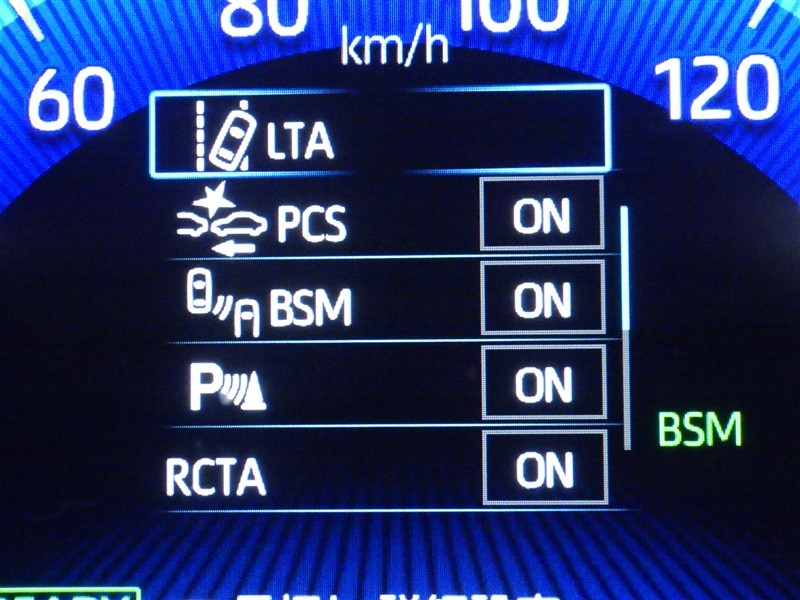 80 100
km/h
60 120
LTA
PCS ON
BSM ON
P ON
BSM
RCTA ON